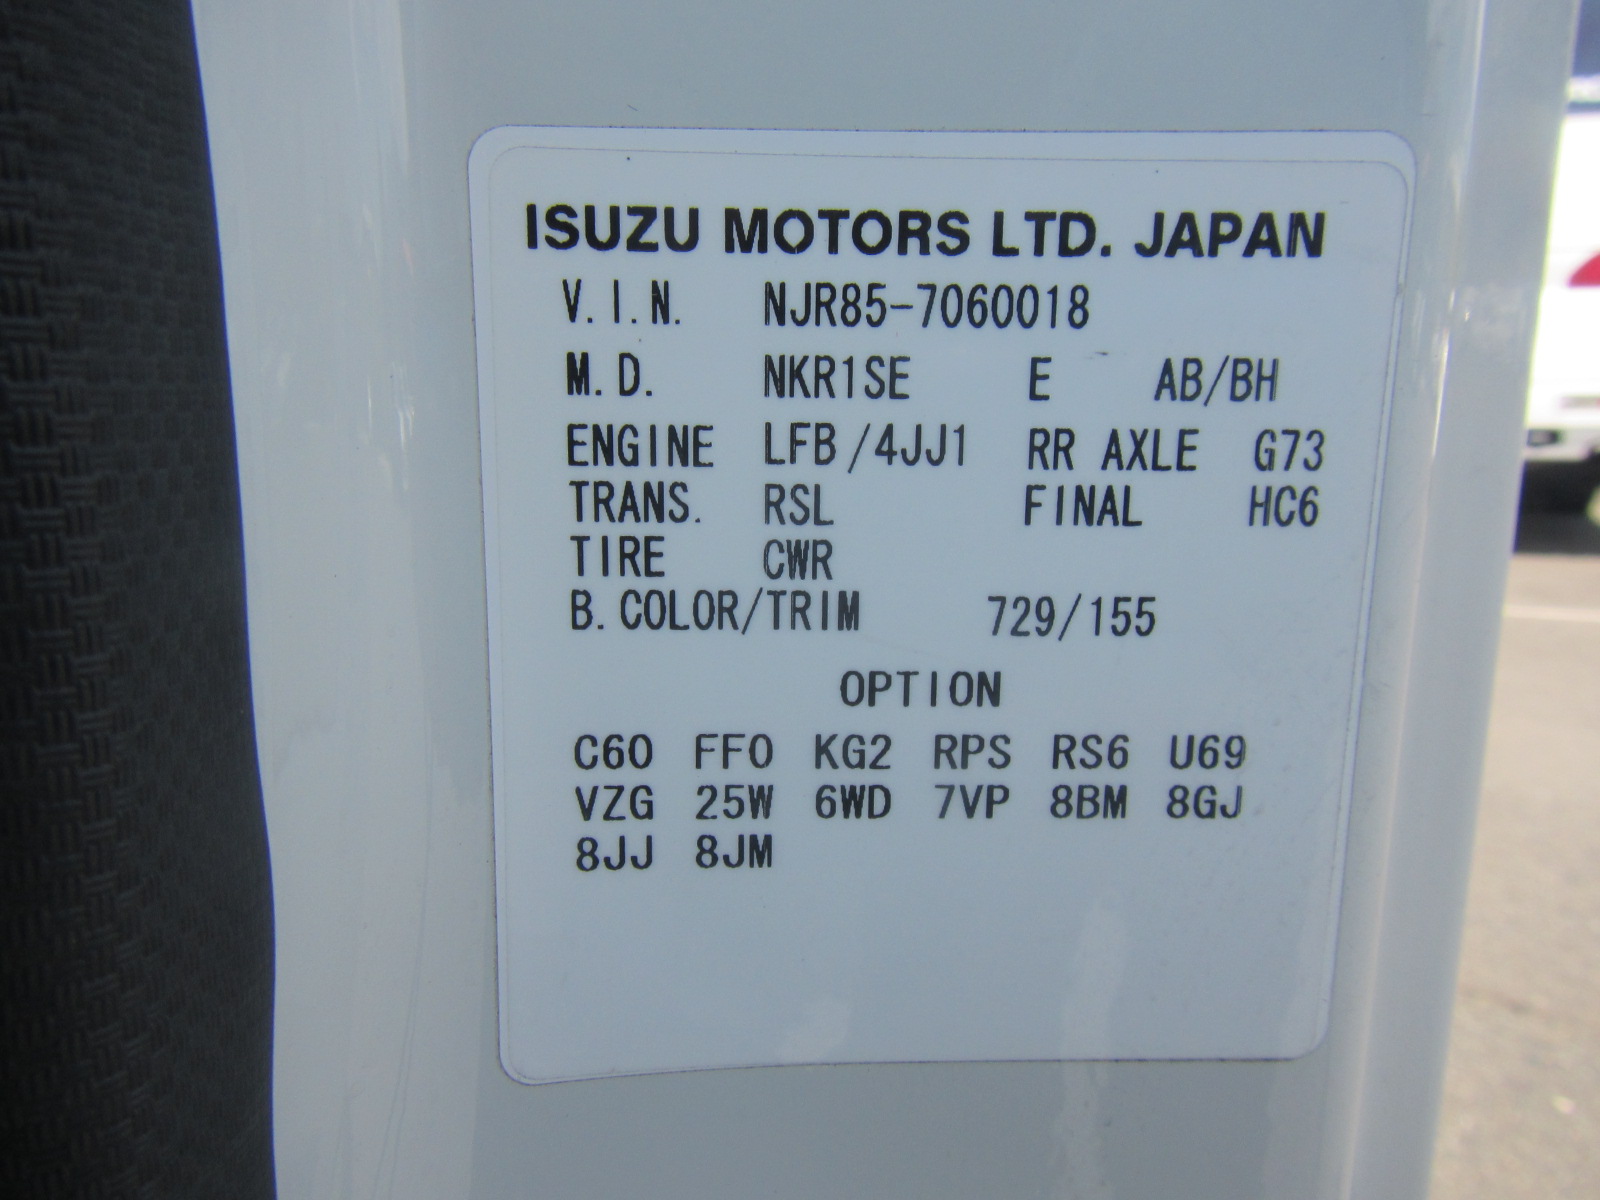 ISUZU MOTORS LTD. JAPAN
V.I.N. NJR85-7060018
M.D. NKR1SE E AB/BH
ENGINE LFB/4JJ1 RR AXLE G73
TRANS. RSL FINAL HC6
TIRE CWR
B.COLOR/TRIM 729/155
OPTION
C60 FF0 KG2 RPS RS6 U69
VZG 25W 6WD 7VP 8BM 8GJ
8JJ 8JM